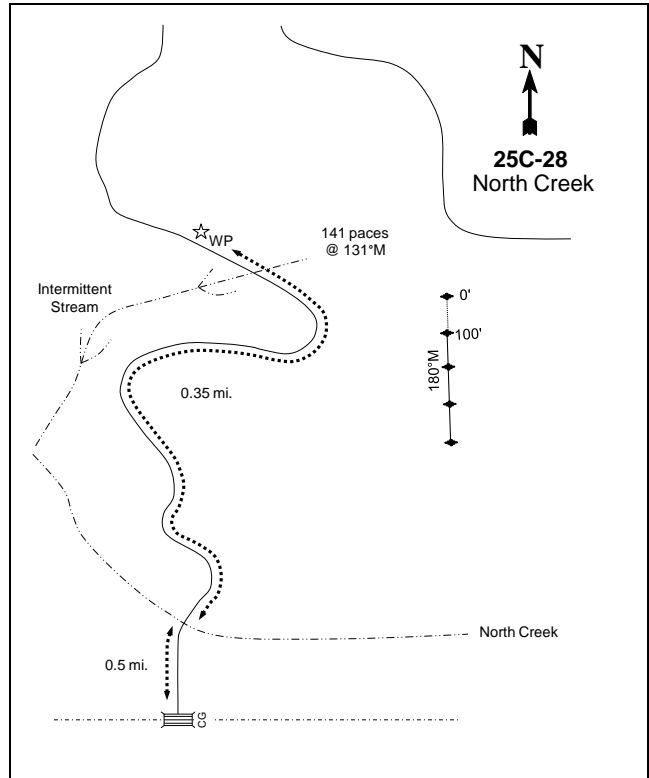 N
25C-28
North Creek
WP
141 paces
@ 131°M
Intermittent
Stream
0'
100'
180°M
0.35 mi.
North Creek
0.5 mi.
CG